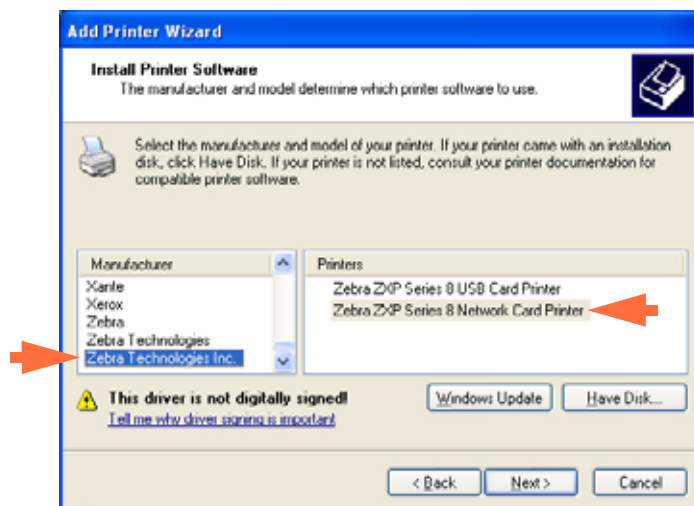 Add Printer Wizard
Install Printer Software
The manufacturer and model determine which printer software to use.
Select the manufacturer and model of your printer. If your printer came with an installation
disk, click Have Disk. If your printer is not listed, consult your printer documentation for
compatible printer software.
Manufacturer
Xante
Xerox
Zebra
Zebra Technologies
Zebra Technologies Inc.
Printers
Zebra ZXP Series 8 USB Card Printer
Zebra ZXP Series 8 Network Card Printer
This driver is not digitally signed!
Tell me why driver signing is important
Windows Update
Have Disk...
< Back
Next >
Cancel